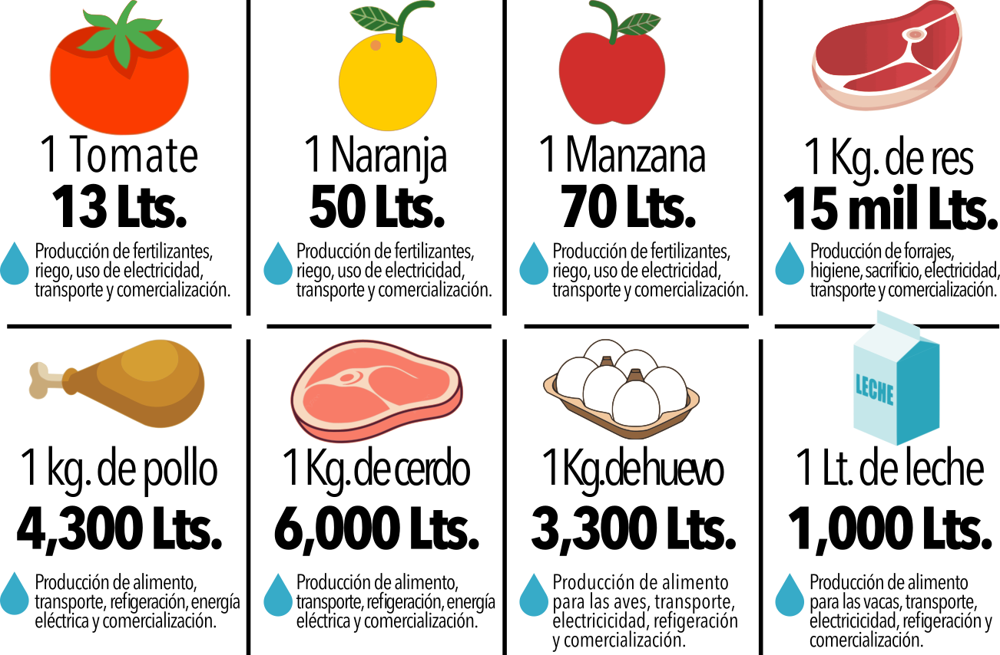 1 Tomate
13 Lts.
Producción de fertilizantes,
riego, uso de electricidad,
transporte y comercialización.
1 Naranja
50 Lts.
Producción de fertilizantes,
riego, uso de electricidad,
transporte y comercialización.
1 Manzana
70 Lts.
Producción de fertilizantes,
riego, uso de electricidad,
transporte y comercialización.
1 Kg. de res
15 mil Lts.
Producción de forrajes,
higiene, sacrificio, electricidad,
transporte y comercialización.
1 kg. de pollo
4,300 Lts.
Producción de alimento,
transporte, refigeración, energía
eléctrica y comercialización.
1 Kg. de cerdo
6,000 Lts.
Producción de alimento,
transporte, refigeración, energía
eléctrica y comercialización.
1 Kg. de huevo
3,300 Lts.
Producción de alimento
para las aves, transporte,
electricicidad, refigeración
y comercialización.
LECHE
1 Lt. de leche
1,000 Lts.
Producción de alimento
para las vacas, transporte,
electricicidad, refigeración y
comercialización.